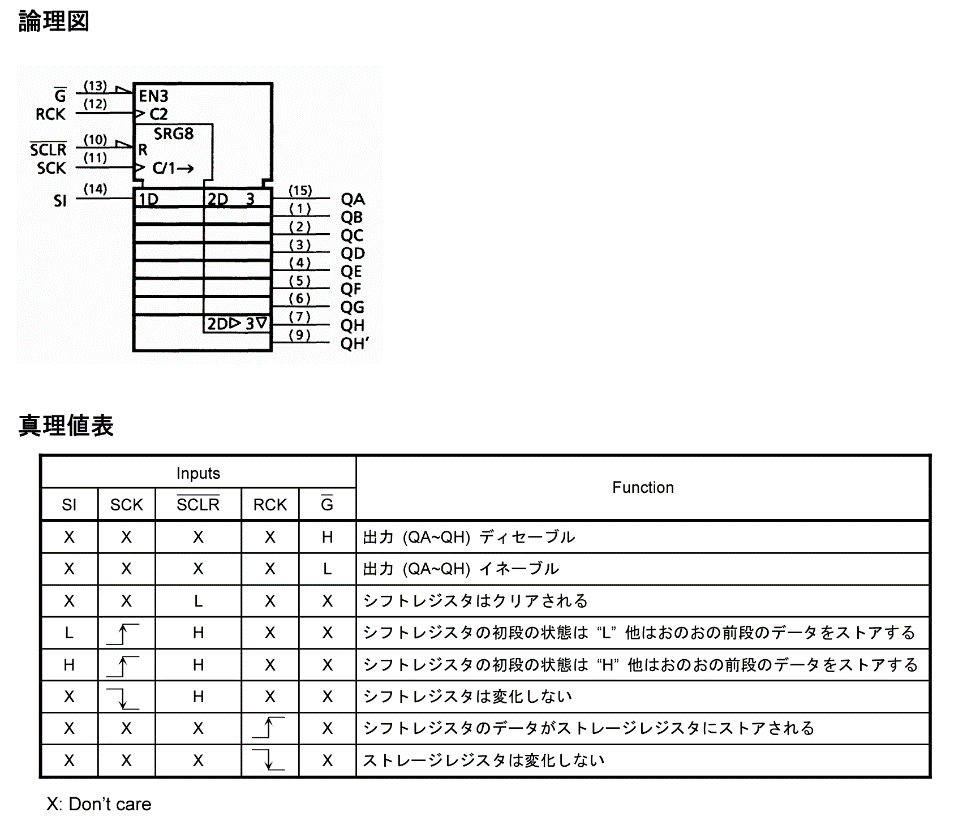 論理図
G (13) EN3
RCK (12) C2
SRG8
SCLR (10) R
SCK (11) C/1→
SI (14) 1D 2D 3 (15) QA
(1) QB
(2) QC
(3) QD
(4) QE
(5) QF
(6) QG
2D▷ 3▽ (7) QH
(9) QH'
真理値表
Inputs Function
SI SCK SCLR RCK G
X X X X H 出力 (QA~QH) ディセーブル
X X X X L 出力 (QA~QH) イネーブル
X X L X X シフトレジスタはクリアされる
L H X X シフトレジスタの初段の状態は “L” 他はおのおの前段のデータをストアする
H H X X シフトレジスタの初段の状態は “H” 他はおのおの前段のデータをストアする
X H X X シフトレジスタは変化しない
X X X X シフトレジスタのデータがストレージレジスタにストアされる
X X X X ストレージレジスタは変化しない
X: Don't care